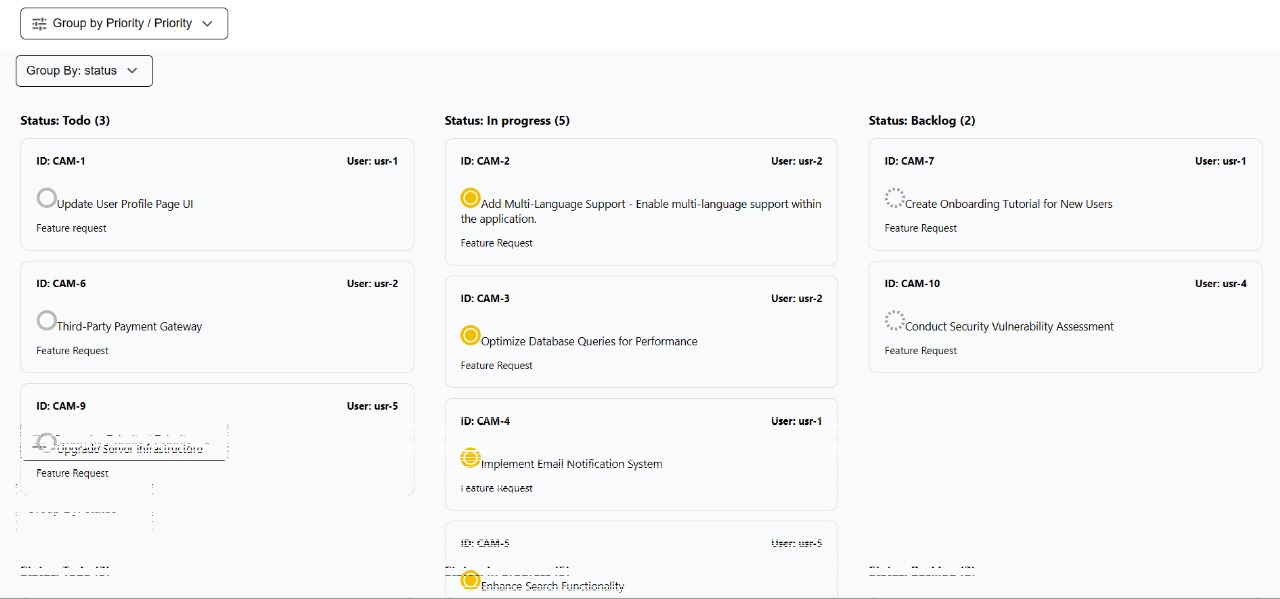 Group by Priority / Priority
Group By: status
Status: Todo (3)
ID: CAM-1 User: usr-1
Update User Profile Page UI
Feature request
ID: CAM-6 User: usr-2
Third-Party Payment Gateway
Feature Request
ID: CAM-9 User: usr-5
Upgrade Server Infrastructure
Feature Request
Status: In progress (5)
ID: CAM-2 User: usr-2
Add Multi-Language Support - Enable multi-language support within
the application.
Feature Request
ID: CAM-3 User: usr-2
Optimize Database Queries for Performance
Feature Request
ID: CAM-4 User: usr-1
Implement Email Notification System
Feature Request
ID: CAM-5 User: usr-5
Enhance Search Functionality
Status: Backlog (2)
ID: CAM-7 User: usr-1
Create Onboarding Tutorial for New Users
Feature Request
ID: CAM-10 User: usr-4
Conduct Security Vulnerability Assessment
Feature Request